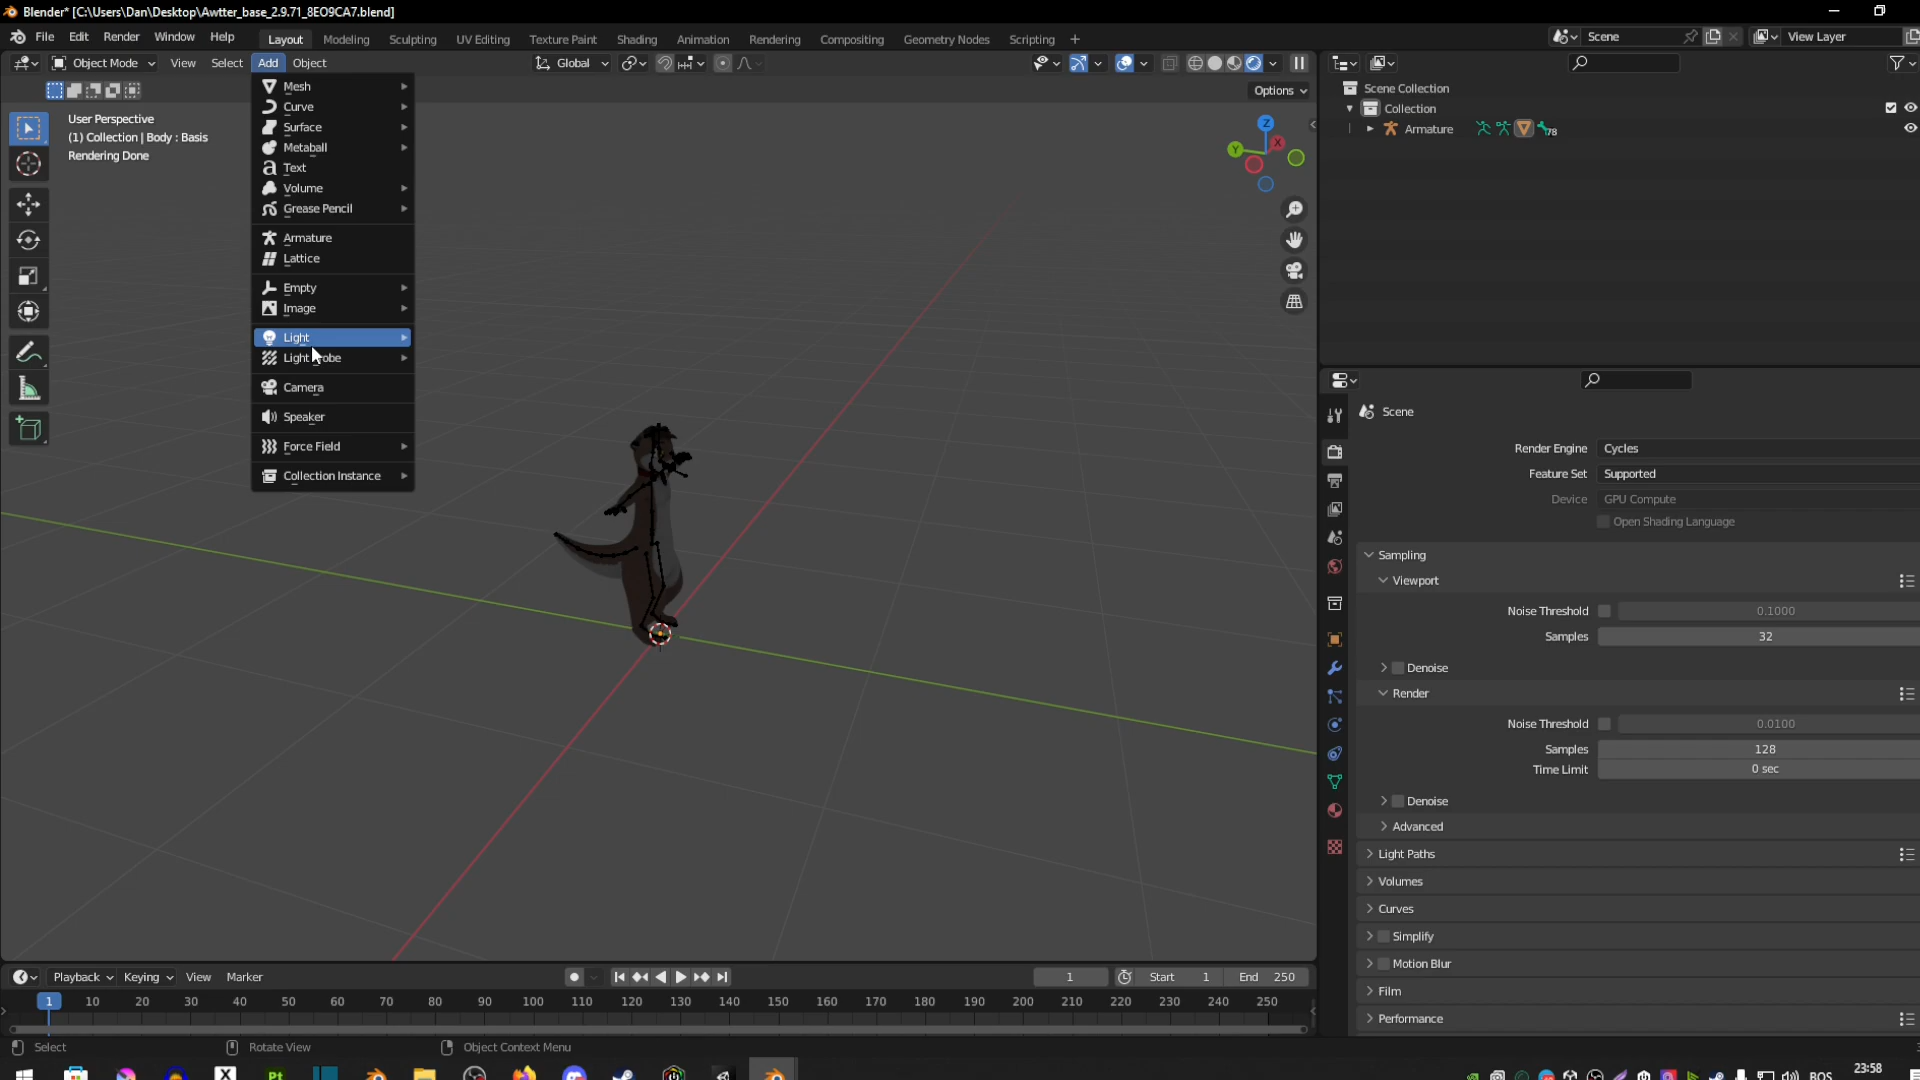 Blender* [C:\Users\Dan\Desktop\Awtter_base_2.9.71_8EO9CA7.blend]
File Edit Render Window Help
Layout Modeling Sculpting UV Editing Texture Paint Shading Animation Rendering Compositing Geometry Nodes Scripting +
Scene
View Layer
Object Mode View Select Add Object
Global
Options
User Perspective
(1) Collection | Body : Basis
Rendering Done
Mesh
Curve
Surface
Metaball
Text
Volume
Grease Pencil
Armature
Lattice
Empty
Image
Light
Camera
Speaker
Force Field
Collection Instance
Z
Y
X
Scene Collection
Collection
Armature
78
Scene
Render Engine Cycles
Feature Set Supported
Device GPU Compute
Open Shading Language
Sampling
Viewport
Noise Threshold 0.1000
Samples 32
Denoise
Render
Noise Threshold 0.0100
Samples 128
Time Limit 0 sec
Denoise
Advanced
Light Paths
Volumes
Curves
Simplify
Motion Blur
Film
Performance
Playback Keying View Marker
1 Start 1 End 250
1 10 20 30 40 50 60 70 80 90 100 110 120 130 140 150 160 170 180 190 200 210 220 230 240 250
Select Rotate View Object Context Menu
X Pt BOS 23:58